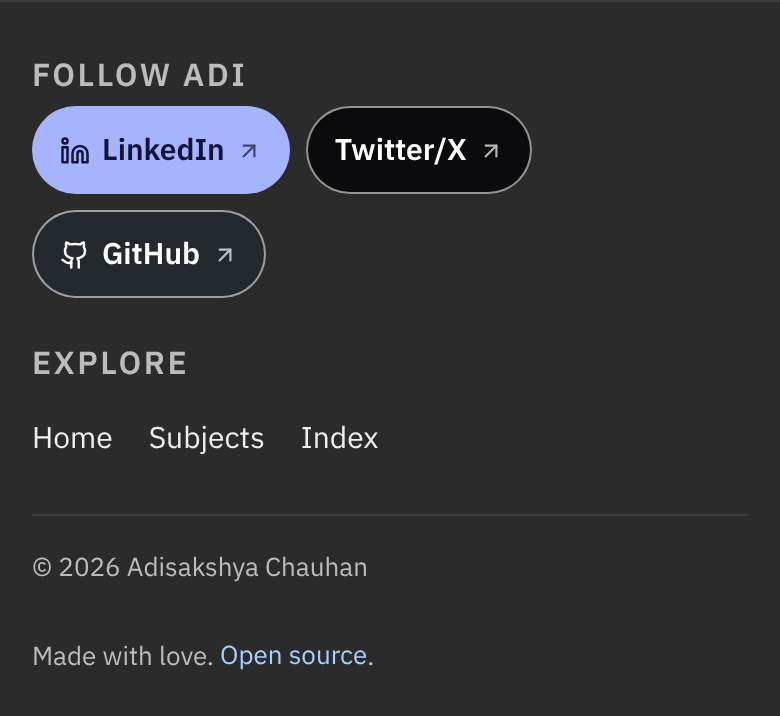 FOLLOW ADI
LinkedIn
Twitter/X
GitHub
EXPLORE
Home Subjects Index
© 2026 Adisakshya Chauhan
Made with love. Open source.